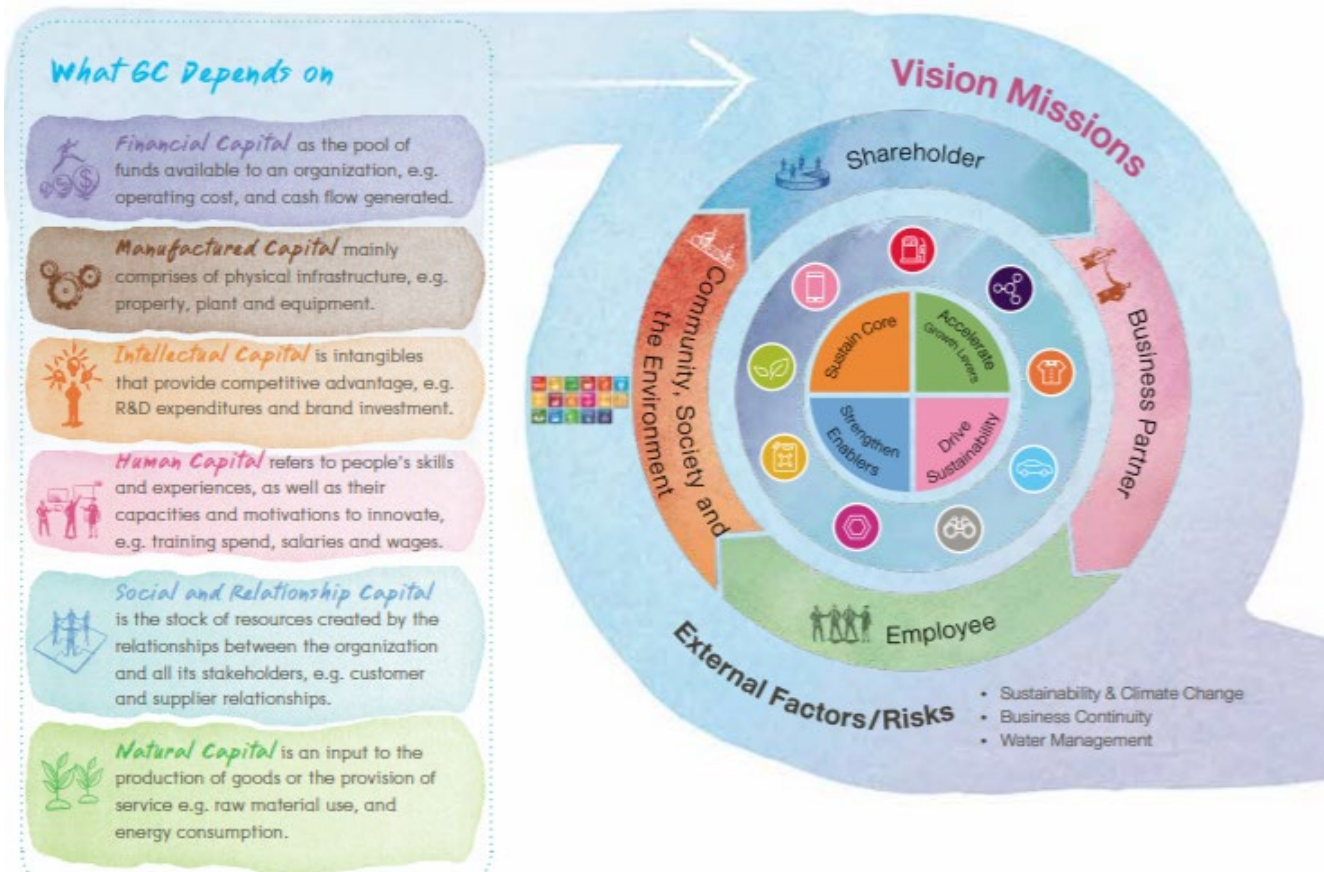 What GC Depends on
Financial Capital as the pool of
funds available to an organization, e.g.
operating cost, and cash flow generated.
Manufactured Capital mainly
comprises of physical infrastructure, e.g.
property, plant and equipment.
Intellectual Capital is intangibles
that provide competitive advantage, e.g.
R&D expenditures and brand investment.
Human Capital refers to people's skills
and experiences, as well as their
capacities and motivations to innovate,
e.g. training spend, salaries and wages.
Social and Relationship Capital
is the stock of resources created by the
relationships between the organization
and all its stakeholders, e.g. customer
and supplier relationships.
Natural Capital is an input to the
production of goods or the provision of
service e.g. raw material use, and
energy consumption.
Vision Missions
Shareholder
Business Partner
Employee
Community, Society and
the Environment
Sustain Core
Accelerate
Growth Levers
Strengthen
Enablers
Drive
Sustainability
External Factors/Risks
• Sustainability & Climate Change
• Business Continuity
• Water Management